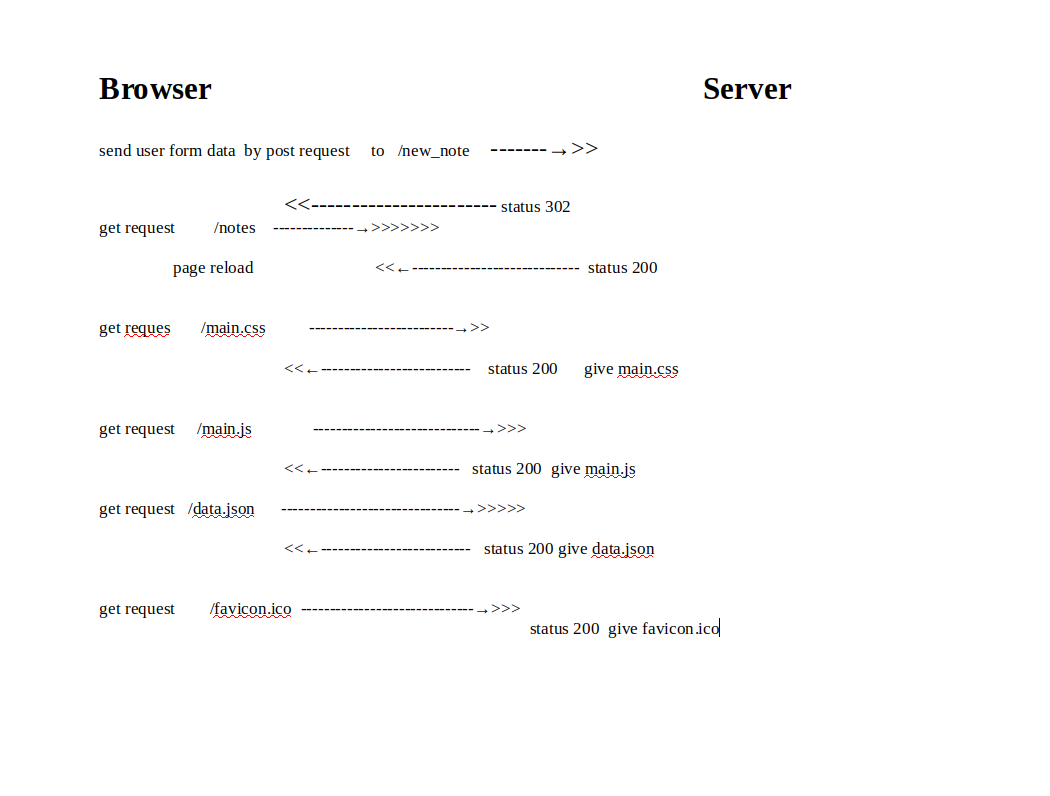 Browser Server
send user form data by post request to /new_note -------→>>
<<----------------------- status 302
get request /notes --------------→>>>>>>>
page reload <<←----------------------------- status 200
get reques /main.css -------------------------→>>
<<←-------------------------- status 200 give main.css
get request /main.js -----------------------------→>>>
<<←------------------------ status 200 give main.js
get request /data.json -------------------------------→>>>>>
<<←-------------------------- status 200 give data.json
get request /favicon.ico ------------------------------→>>>
status 200 give favicon.ico